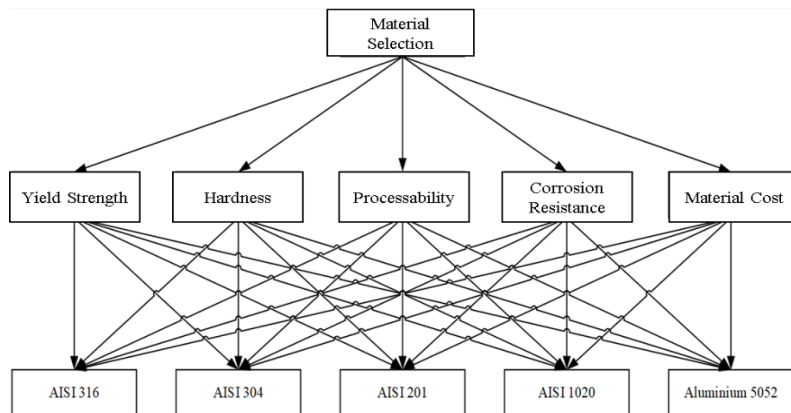 Material
Selection
Yield Strength
Hardness
Processability
Corrosion
Resistance
Material Cost
AISI 316
AISI 304
AISI 201
AISI 1020
Aluminium 5052